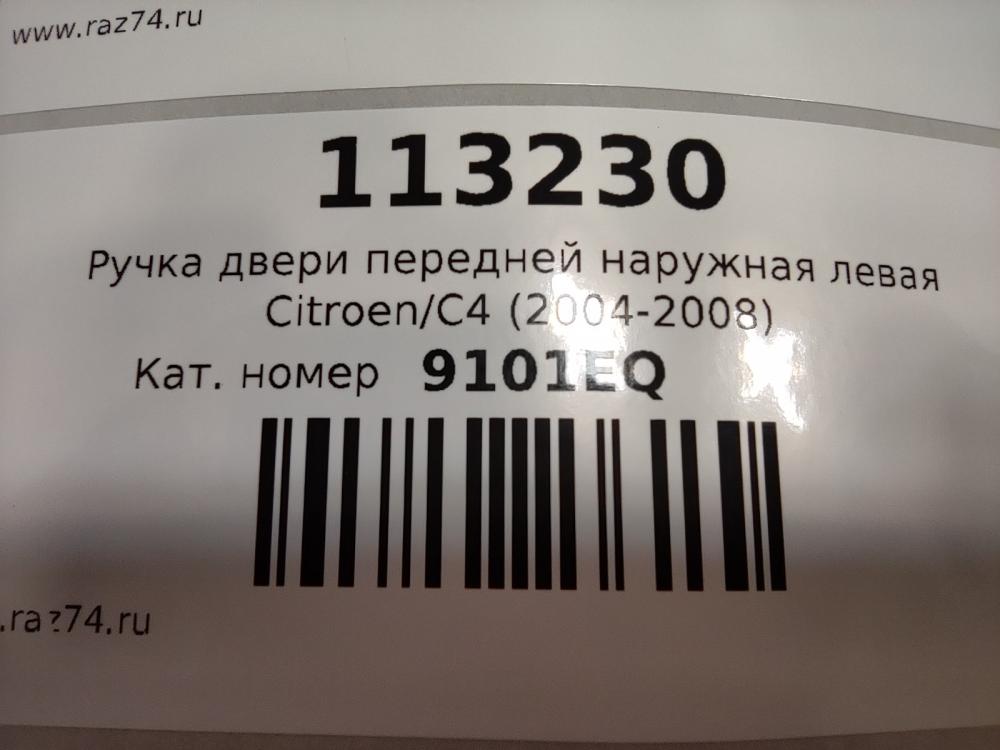 www.raz74.ru
113230
Ручка двери передней наружная левая
Citroen/C4 (2004-2008)
Кат. номер 9101EQ
.raz74.ru